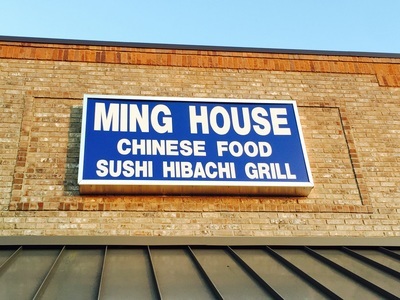 MING HOUSE
CHINESE FOOD
SUSHI HIBACHI GRILL